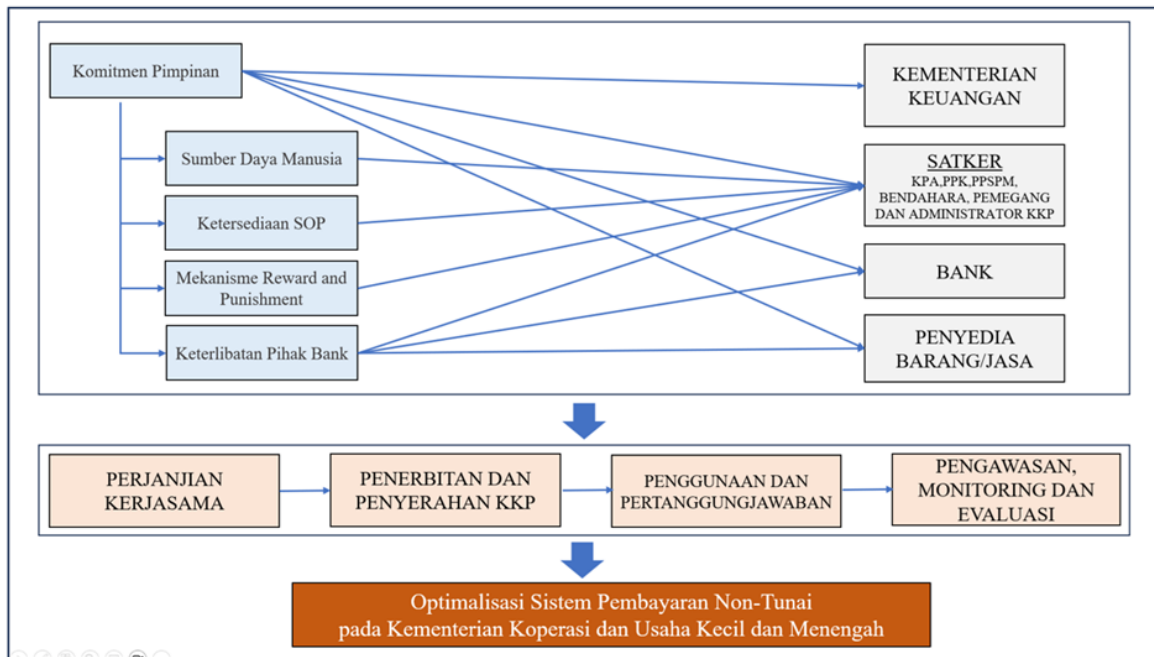 Komitmen Pimpinan
Sumber Daya Manusia
Ketersediaan SOP
Mekanisme Reward and
Punishment
Keterlibatan Pihak Bank
KEMENTERIAN
KEUANGAN
SATKER
KPA,PPK,PPSPM,
BENDAHARA, PEMEGANG
DAN ADMINISTRATOR KKP
BANK
PENYEDIA
BARANG/JASA
PERJANJIAN
KERJASAMA
PENERBITAN DAN
PENYERAHAN KKP
PENGGUNAAN DAN
PERTANGGUNGJAWABAN
PENGAWASAN,
MONITORING DAN
EVALUASI
Optimalisasi Sistem Pembayaran Non-Tunai
pada Kementerian Koperasi dan Usaha Kecil dan Menengah